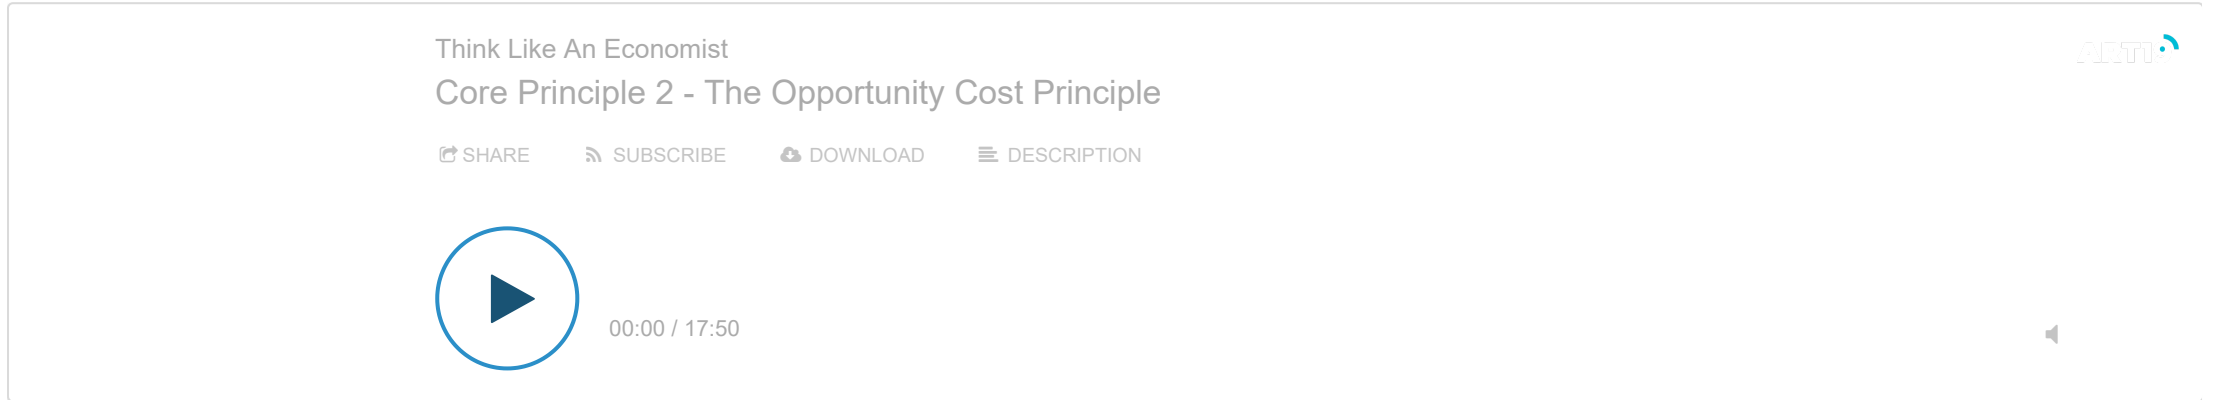 Think Like An Economist
Core Principle 2 - The Opportunity Cost Principle
SHARE SUBSCRIBE DOWNLOAD DESCRIPTION
00:00 / 17:50